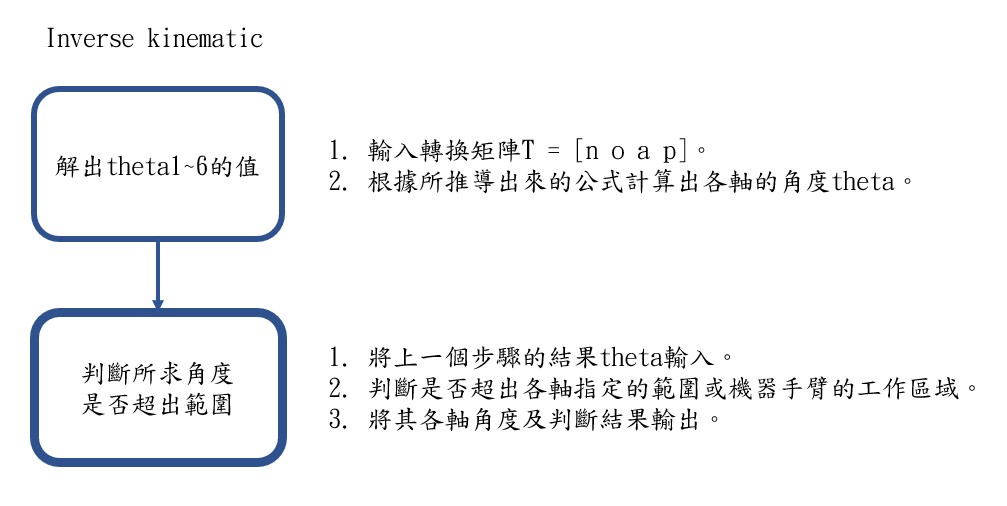 Inverse kinematic
解出theta1~6的值
1. 輸入轉換矩陣T = [n o a p]。
2. 根據所推導出來的公式計算出各軸的角度theta。
判斷所求角度
是否超出範圍
1. 將上一個步驟的結果theta輸入。
2. 判斷是否超出各軸指定的範圍或機器手臂的工作區域。
3. 將其各軸角度及判斷結果輸出。